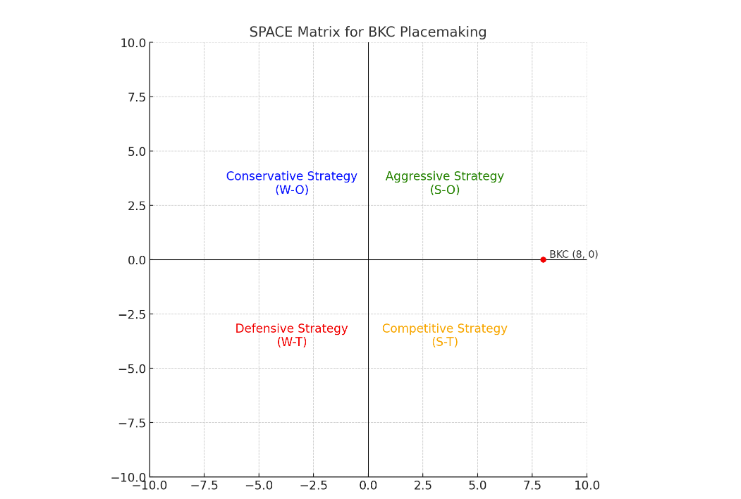 SPACE Matrix for BKC Placemaking
10.0
7.5
5.0
Conservative Strategy
(W-O)
Aggressive Strategy
(S-O)
2.5
0.0
BKC (8, 0)
−2.5
Defensive Strategy
(W-T)
Competitive Strategy
(S-T)
−5.0
−7.5
−10.0
−10.0 −7.5 −5.0 −2.5 0.0 2.5 5.0 7.5 10.0